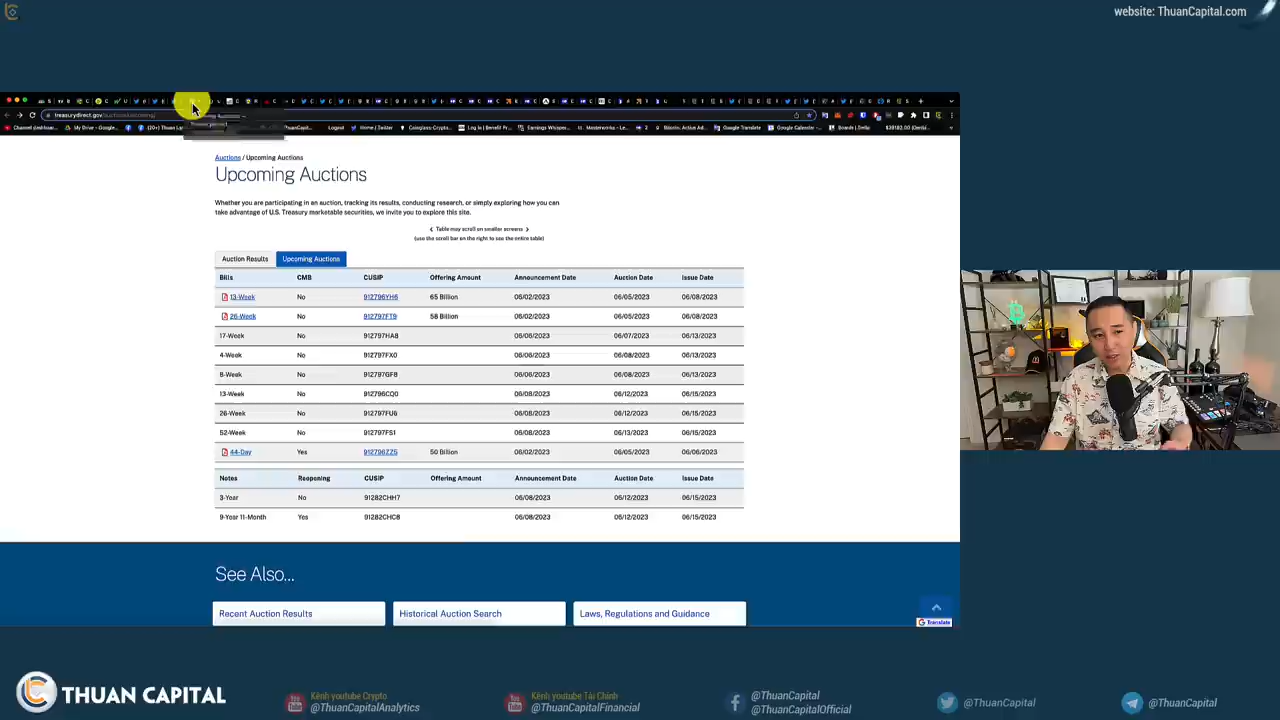 website: ThuanCapital.com
treasurydirect.gov/auctions/upcoming/
Auctions / Upcoming Auctions
Upcoming Auctions
Whether you are participating in an auction, tracking its results, conducting research, or simply exploring how you can
take advantage of U.S. Treasury marketable securities, we invite you to explore this site.
Table may scroll on smaller screens
(use the scroll bar on the right to see the entire table)
Auction Results Upcoming Auctions
Bills CMB CUSIP Offering Amount Announcement Date Auction Date Issue Date
13-Week No 912796YH6 65 Billion 06/02/2023 06/05/2023 06/08/2023
26-Week No 912797FT9 58 Billion 06/02/2023 06/05/2023 06/08/2023
17-Week No 912797HA8 06/06/2023 06/07/2023 06/13/2023
4-Week No 912797FX0 06/06/2023 06/08/2023 06/13/2023
8-Week No 912797GF8 06/06/2023 06/08/2023 06/13/2023
13-Week No 912796CQ0 06/08/2023 06/12/2023 06/15/2023
26-Week No 912797FU6 06/08/2023 06/12/2023 06/15/2023
52-Week No 912797FS1 06/08/2023 06/13/2023 06/15/2023
44-Day Yes 912796ZZ5 50 Billion 06/02/2023 06/05/2023 06/06/2023
Notes Reopening CUSIP Offering Amount Announcement Date Auction Date Issue Date
3-Year No 91282CHH7 06/08/2023 06/12/2023 06/15/2023
9-Year 11-Month Yes 91282CHC8 06/08/2023 06/12/2023 06/15/2023
See Also...
Recent Auction Results Historical Auction Search Laws, Regulations and Guidance
Translate
THUAN CAPITAL
Kênh youtube Crypto
@ThuanCapitalAnalytics
Kênh youtube Tài Chính
@ThuanCapitalFinancial
@ThuanCapital
@ThuanCapitalOfficial
@ThuanCapital
@ThuanCapital